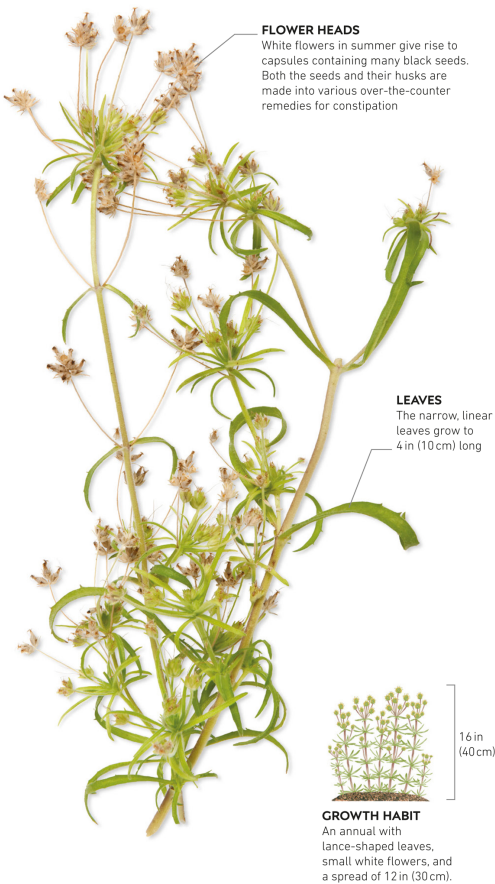 FLOWER HEADS
White flowers in summer give rise to
capsules containing many black seeds.
Both the seeds and their husks are
made into various over-the-counter
remedies for constipation
LEAVES
The narrow, linear
leaves grow to
4 in (10 cm) long
16 in
(40 cm)
GROWTH HABIT
An annual with
lance-shaped leaves,
small white flowers, and
a spread of 12 in (30 cm).